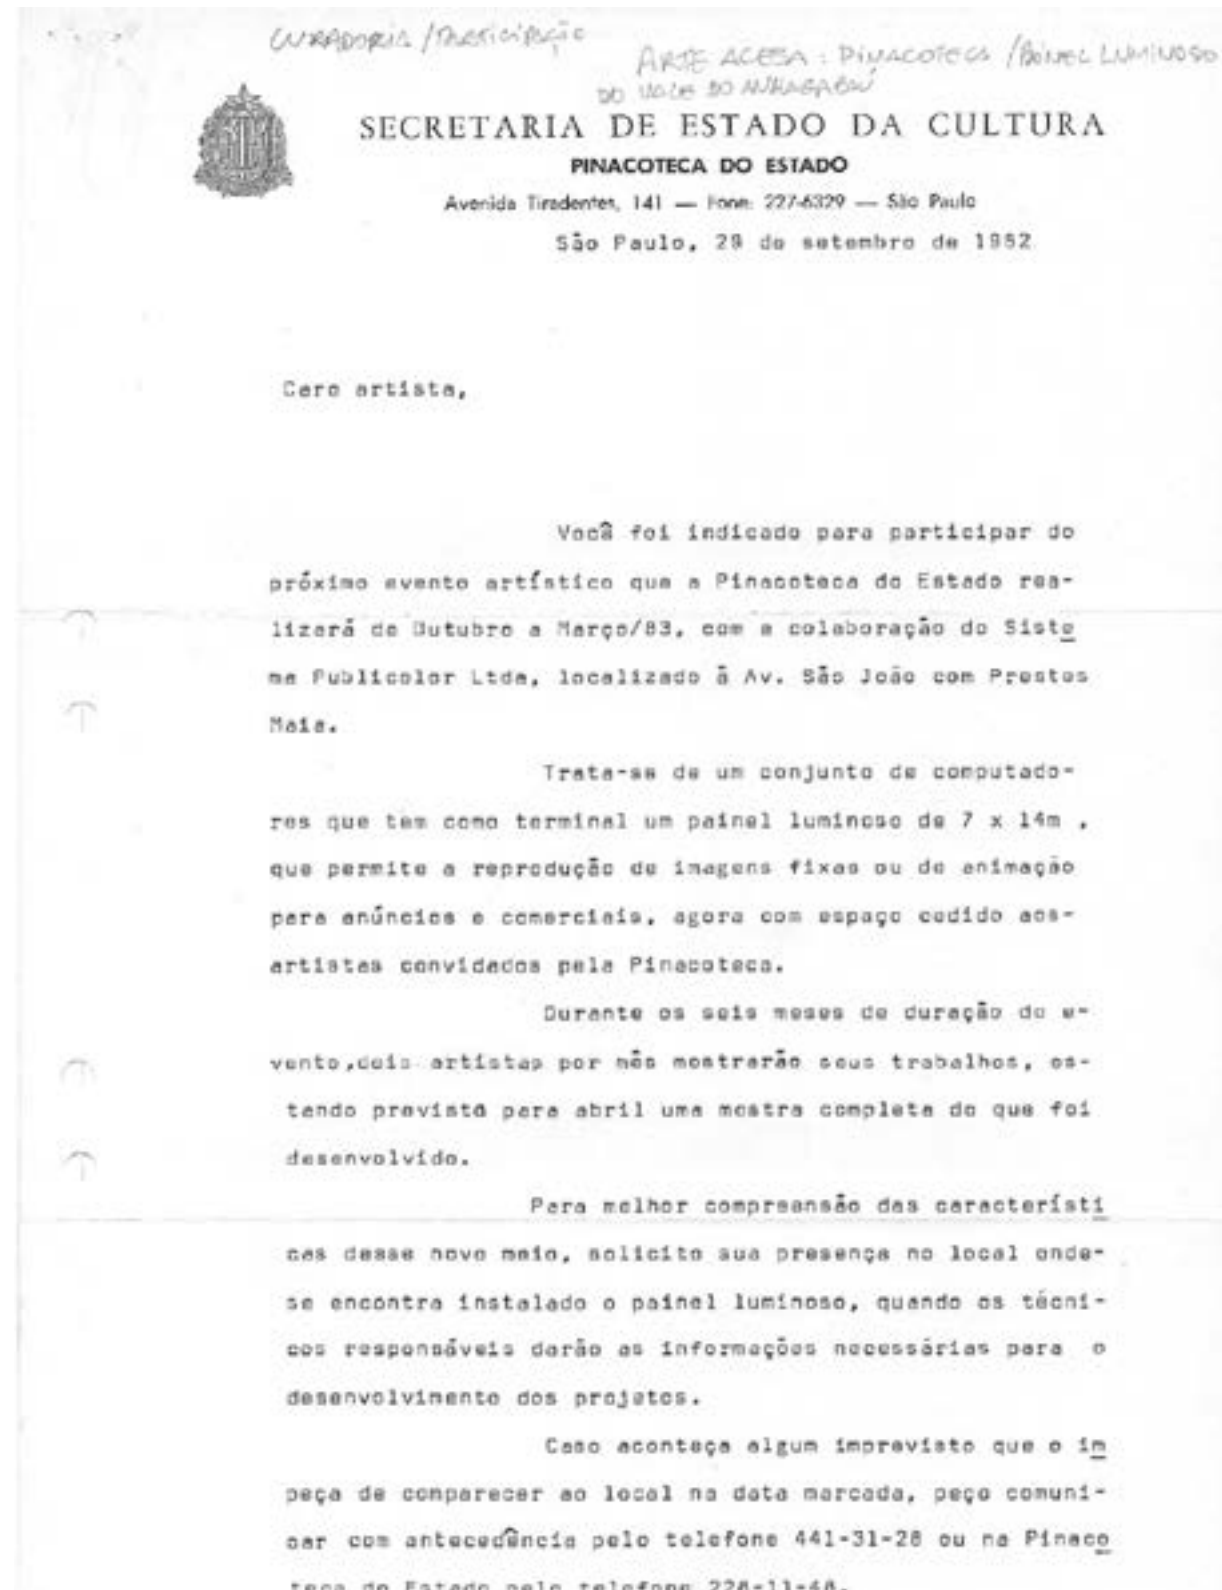 CURADORIA / PARTICIPAÇÃO
ARTE ACESA : PINACOTECA / PAINEL LUMINOSO
DO VALE DO ANHAGABAÚ
SECRETARIA DE ESTADO DA CULTURA
PINACOTECA DO ESTADO
Avenida Tiradentes, 141 — Fone: 227-6329 — São Paulo
São Paulo, 29 de setembro de 1982
Caro artista,
Você foi indicado para participar do
próximo evento artístico que a Pinacoteca do Estado rea-
lizará de Outubro a Março/83, com a colaboração do Siste
ma Publicolor Ltda, localizado à Av. São João com Prestes
Maia.
Trata-se de um conjunto de computado-
res que tem como terminal um painel luminoso de 7 x 14m ,
que permite a reprodução de imagens fixas ou de animação
para anúncios e comerciais, agora com espaço cedido aos-
artistas convidados pela Pinacoteca.
Durante os seis meses de duração do e-
vento,dois artistas por mês mostrarão seus trabalhos, es-
tando prevista para abril uma mostra completa do que foi
desenvolvido.
Para melhor compreensão das característi
cas desse novo meio, solicito sua presença no local onde-
se encontra instalado o painel luminoso, quando os técni-
cos responsáveis darão as informações necessárias para o
desenvolvimento dos projetos.
Caso aconteça algum imprevisto que o im
peça de comparecer ao local na data marcada, peço comuni-
car com antecedência pelo telefone 441-31-28 ou na Pinaco
teca do Estado pelo telefone 228-11-48.